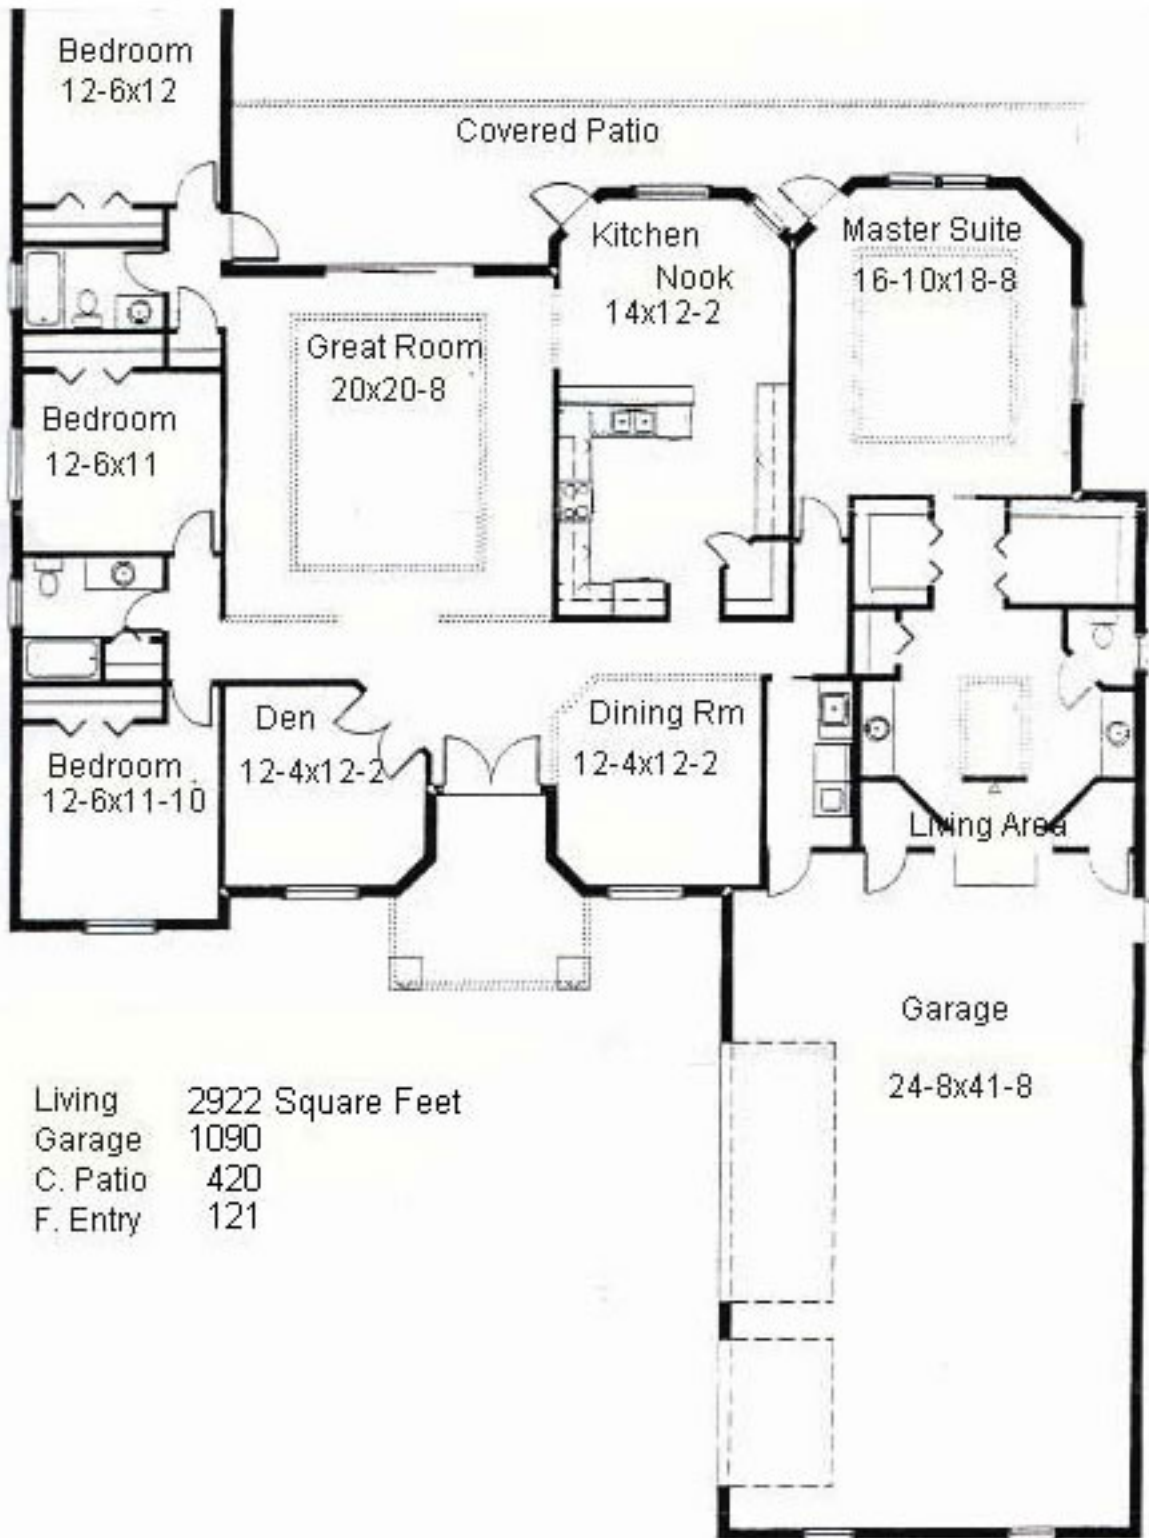 Bedroom
12-6x12
Covered Patio
Kitchen
Nook
14x12-2
Master Suite
16-10x18-8
Great Room
20x20-8
Bedroom
12-6x11
Den
12-4x12-2
Dining Rm
12-4x12-2
Bedroom
12-6x11-10
Living Area
Garage
24-8x41-8
Living 2922 Square Feet
Garage 1090
C. Patio 420
F. Entry 121